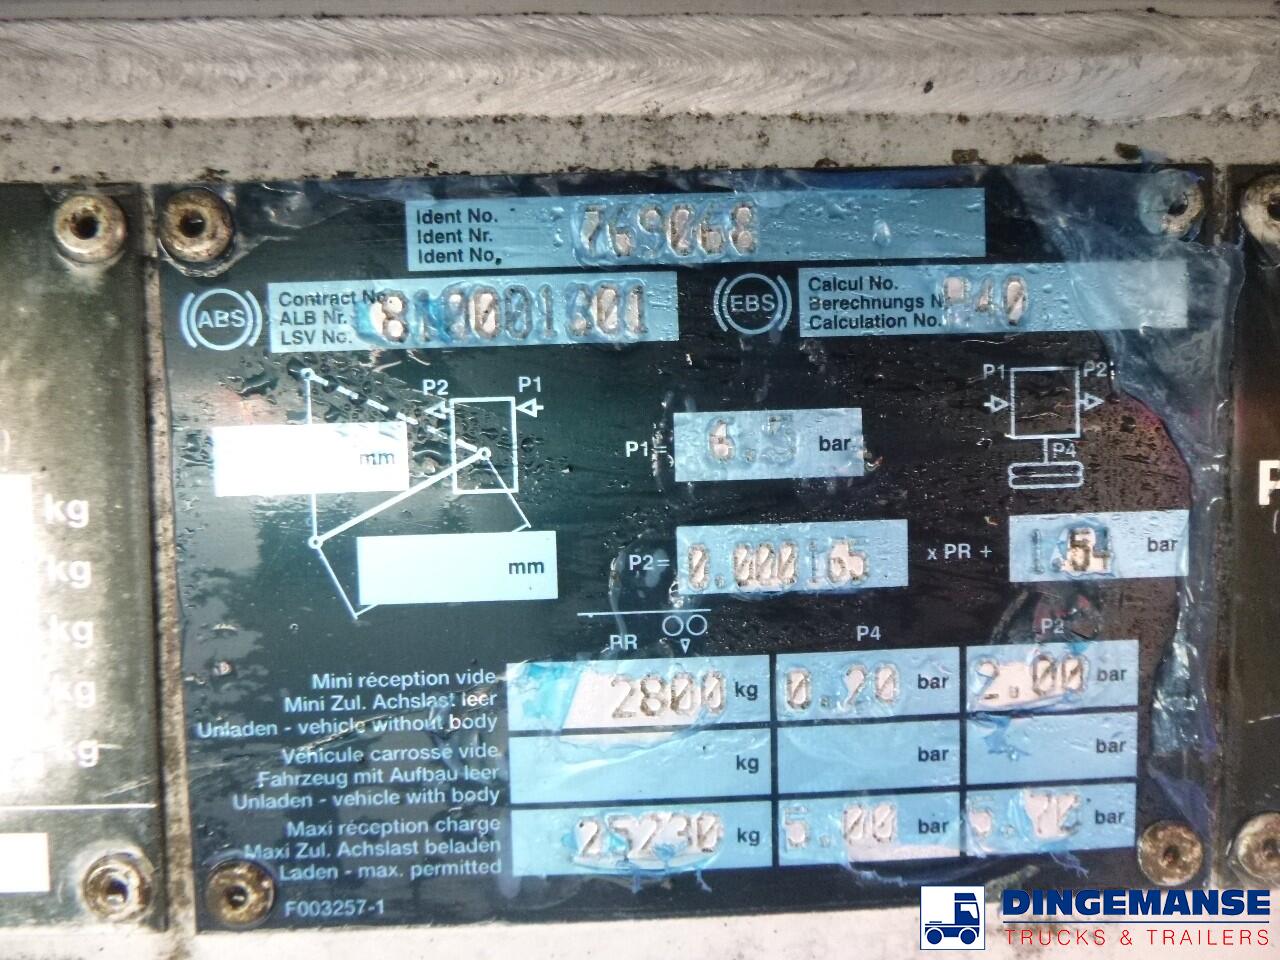 Ident No.
Ident Nr. 769068
Ident No.
ABS
Contract No.
ALB Nr. 8180001301
LSV No.
EBS
Calcul No.
Berechnungs
Calculation No.
P2 P1
P1 P2
mm
P1= 6.5 bar
P4
mm
P2= 0.000165 x PR + 1.54 bar
PR P4 P2
Mini réception vide
Mini Zul. Achslast leer 2800 kg 0.20 bar 2.00 bar
Unladen - vehicle without body
Véhicule carrossé vide
Fahrzeug mit Aufbau leer kg bar bar
Unladen - vehicle with body
Maxi réception charge
Maxi Zul. Achslast beladen 25230 kg 5.00 bar bar
Laden - max. permitted
F003257-1
kg
kg
kg
kg
kg
DINGEMANSE
TRUCKS & TRAILERS